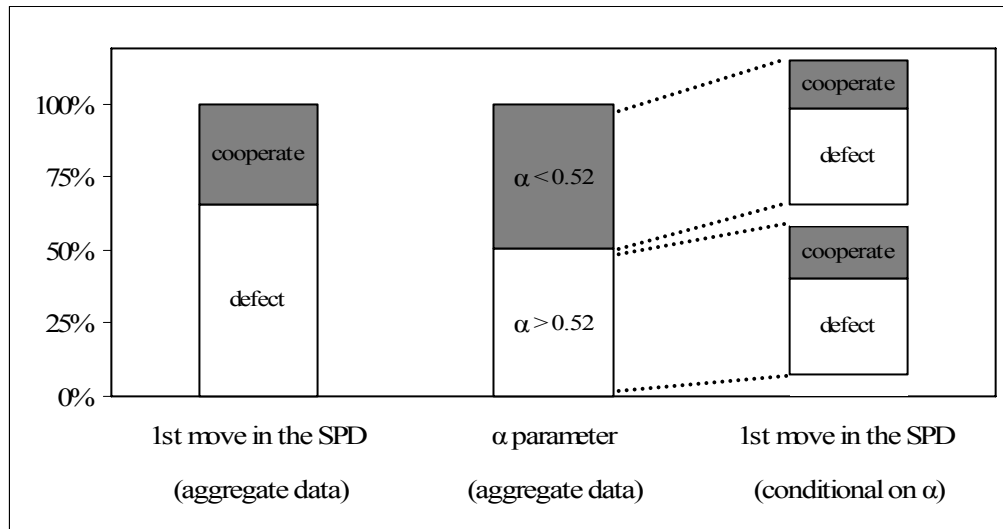 100%
75%
50%
25%
0%
cooperate
defect
α < 0.52
α > 0.52
cooperate
defect
cooperate
defect
1st move in the SPD
(aggregate data)
α parameter
(aggregate data)
1st move in the SPD
(conditional on α)